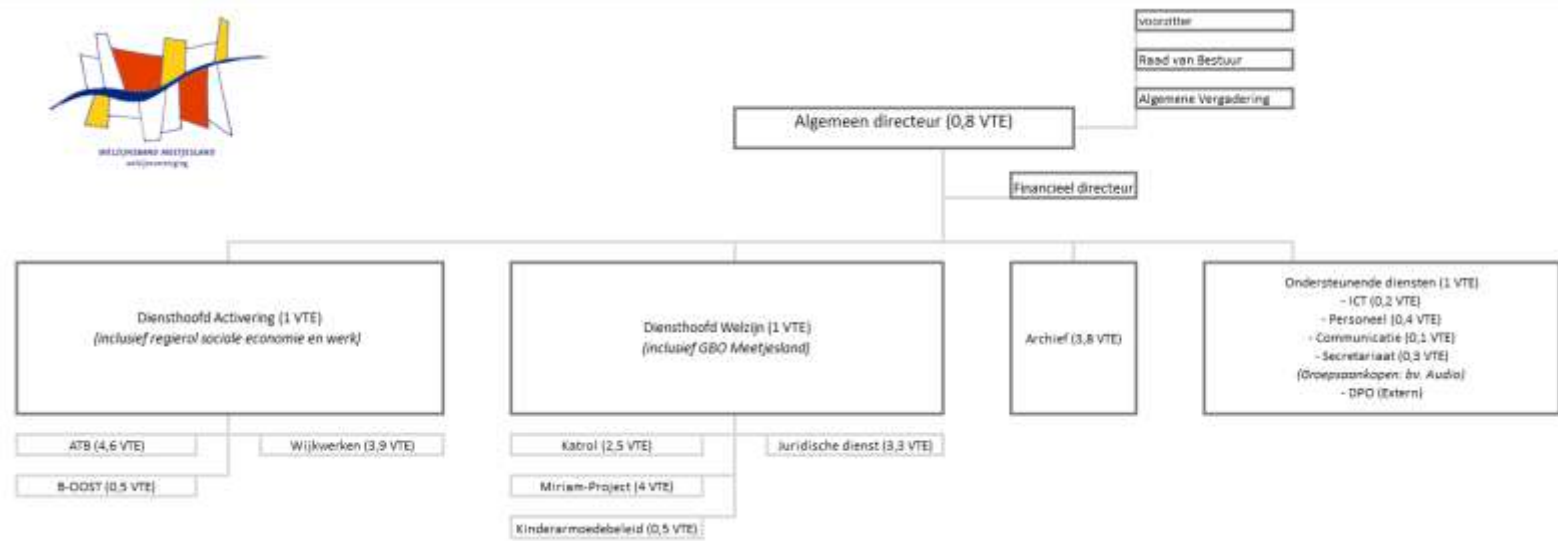 voorzitter
Raad van Bestuur
Algemene Vergadering
WELZIJNSBAND MEETJESLAND
welzijnsvereniging
Algemeen directeur (0,8 VTE)
Financieel directeur
Diensthoofd Activering (1 VTE)
(inclusief regierol sociale economie en werk)
Diensthoofd Welzijn (1 VTE)
(inclusief GBO Meetjesland)
Archief (3,8 VTE)
Ondersteunende diensten (1 VTE)
- ICT (0,2 VTE)
- Personeel (0,4 VTE)
- Communicatie (0,1 VTE)
- Secretariaat (0,3 VTE)
(Groepsaankopen: bv. Audio)
- DPO (Extern)
ATB (4,6 VTE)
Wijkwerken (3,9 VTE)
B-OOST (0,5 VTE)
Katrol (2,5 VTE)
Juridische dienst (3,3 VTE)
Miriam-Project (4 VTE)
Kinderarmoedebeleid (0,5 VTE)